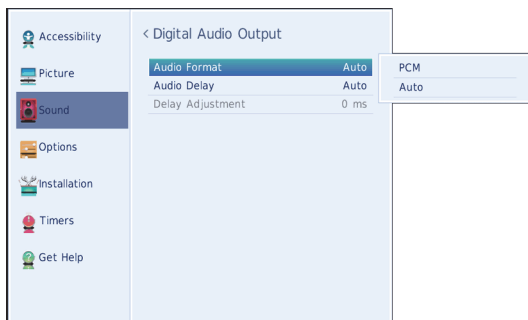 Accessibility
Picture
Sound
Options
Installation
Timers
Get Help
< Digital Audio Output
Audio Format Auto
Audio Delay Auto
Delay Adjustment 0 ms
PCM
Auto